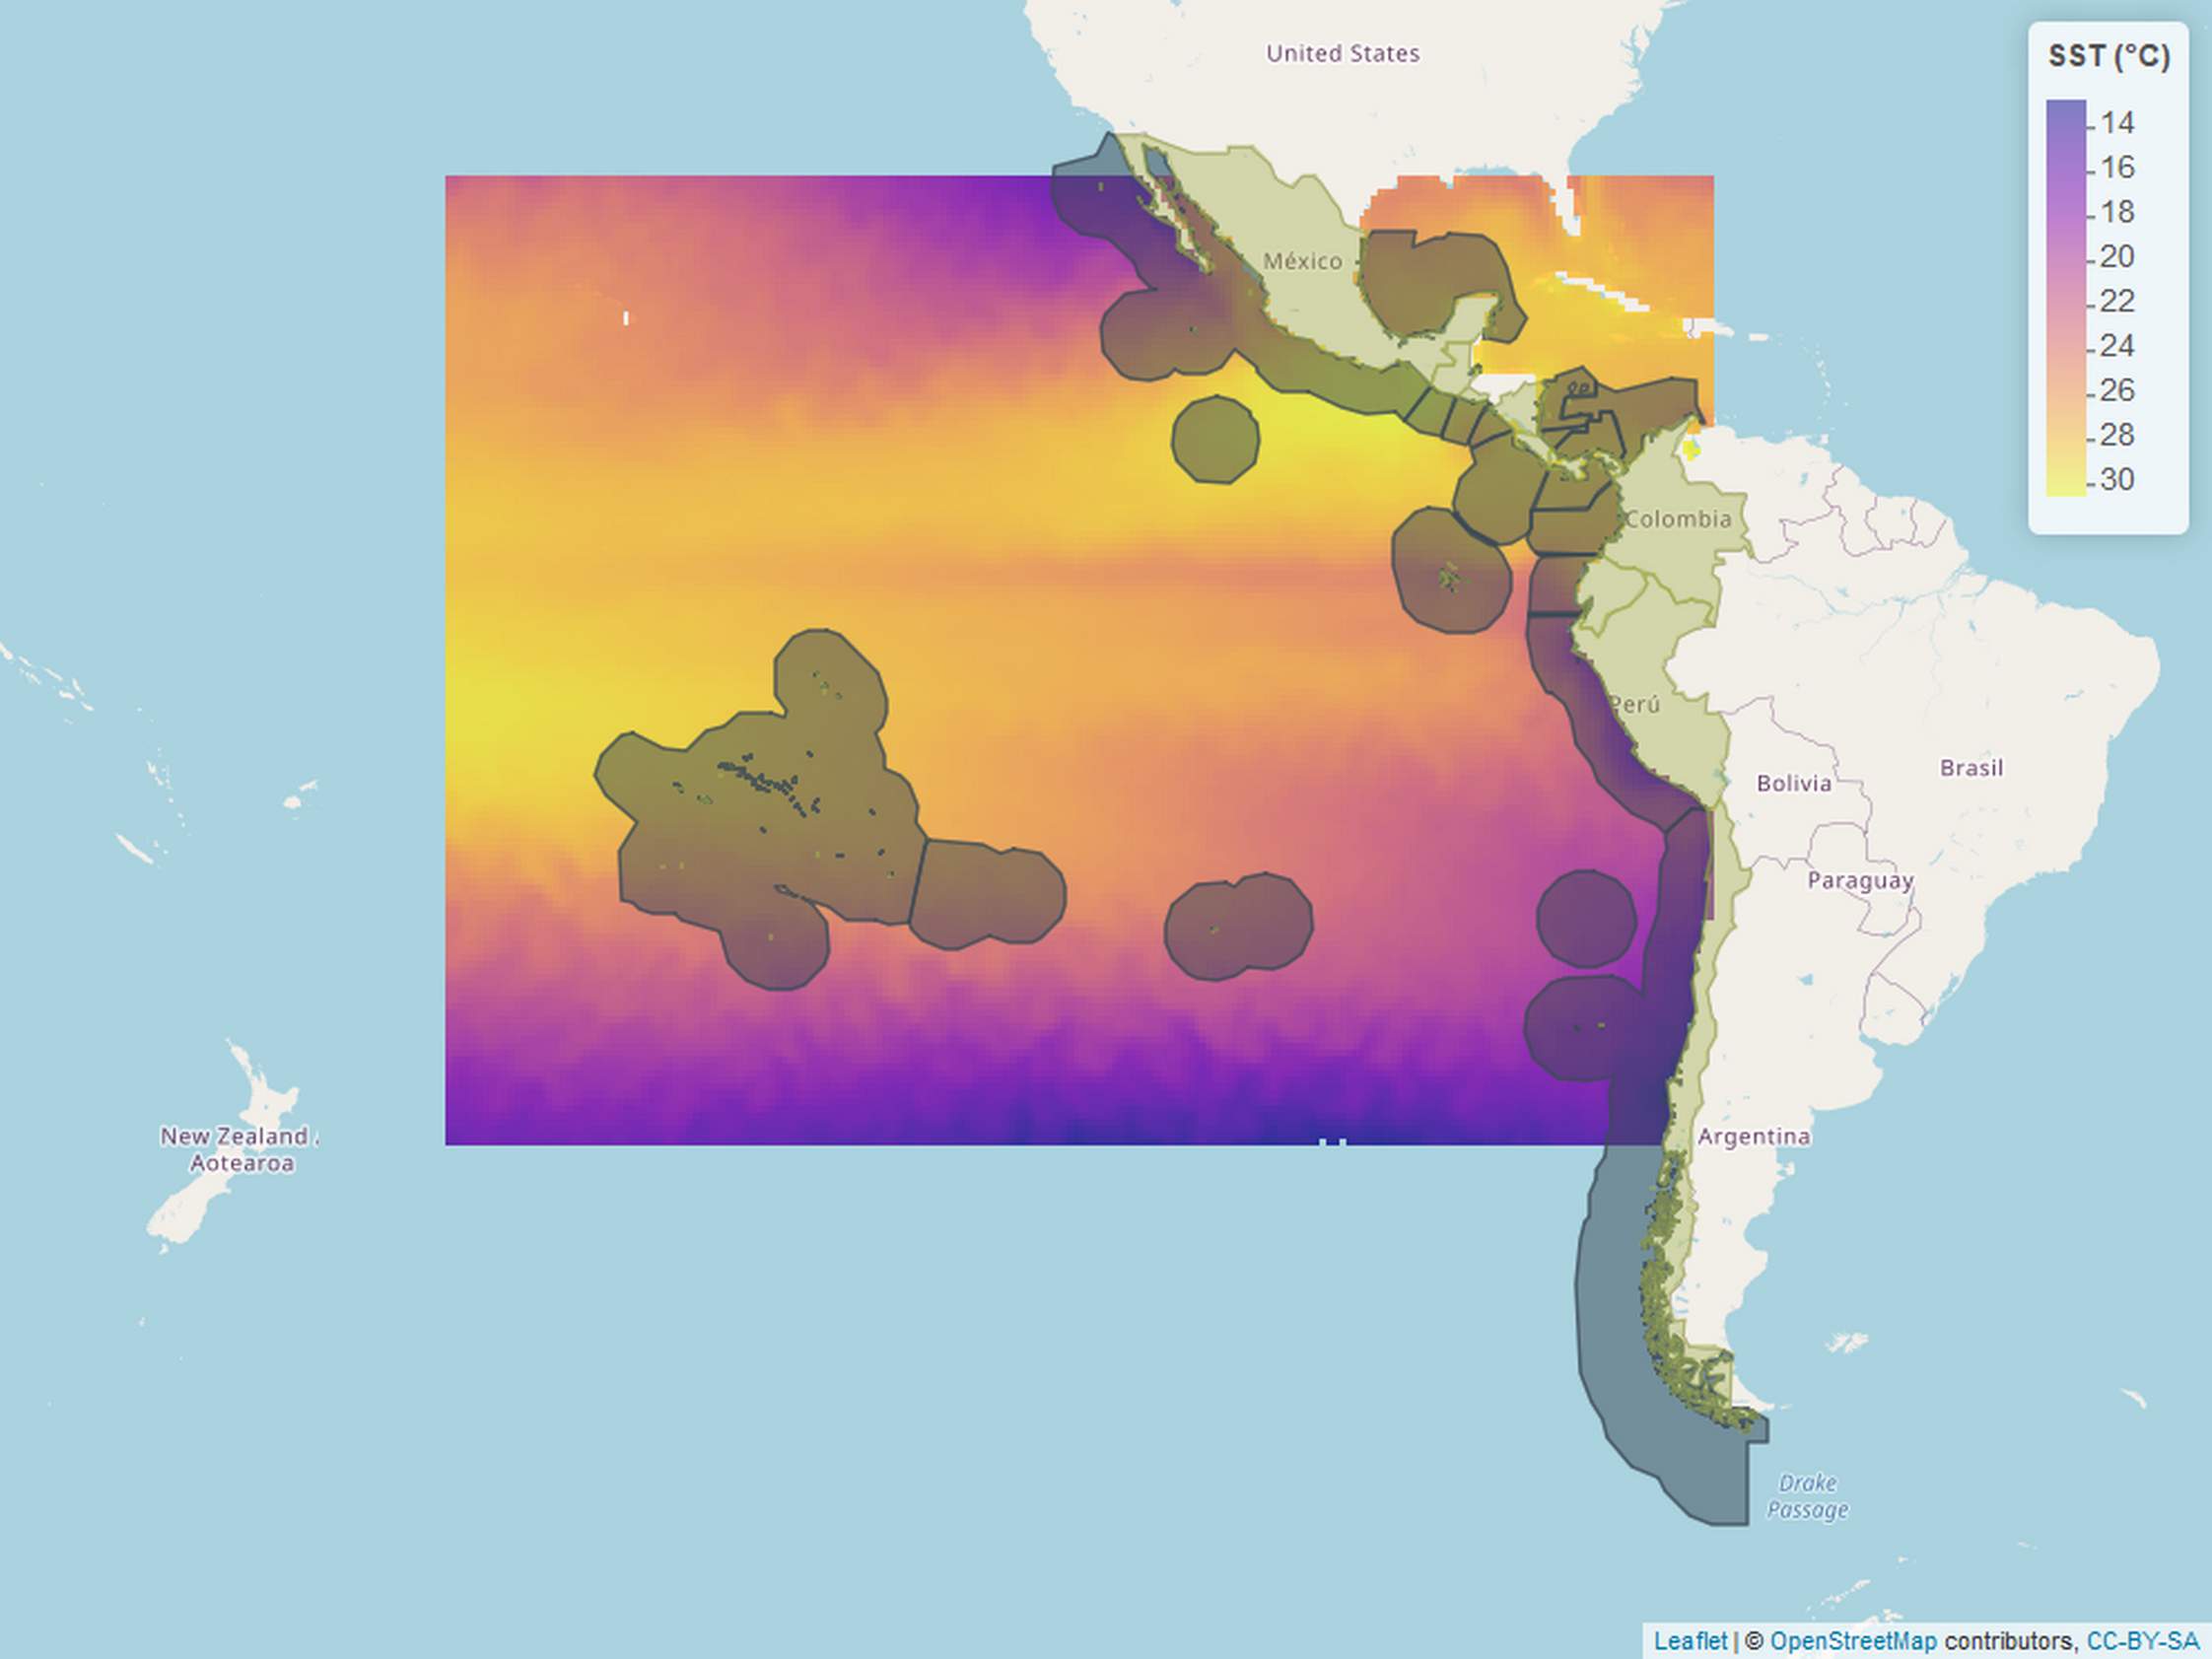 United States
SST (°C)
14
16
18
20
22
24
26
28
30
México
Colombia
Perú
Brasil
Bolivia
Paraguay
New Zealand
Aotearoa
Argentina
Drake
Passage
Leaflet | © OpenStreetMap contributors, CC-BY-SA